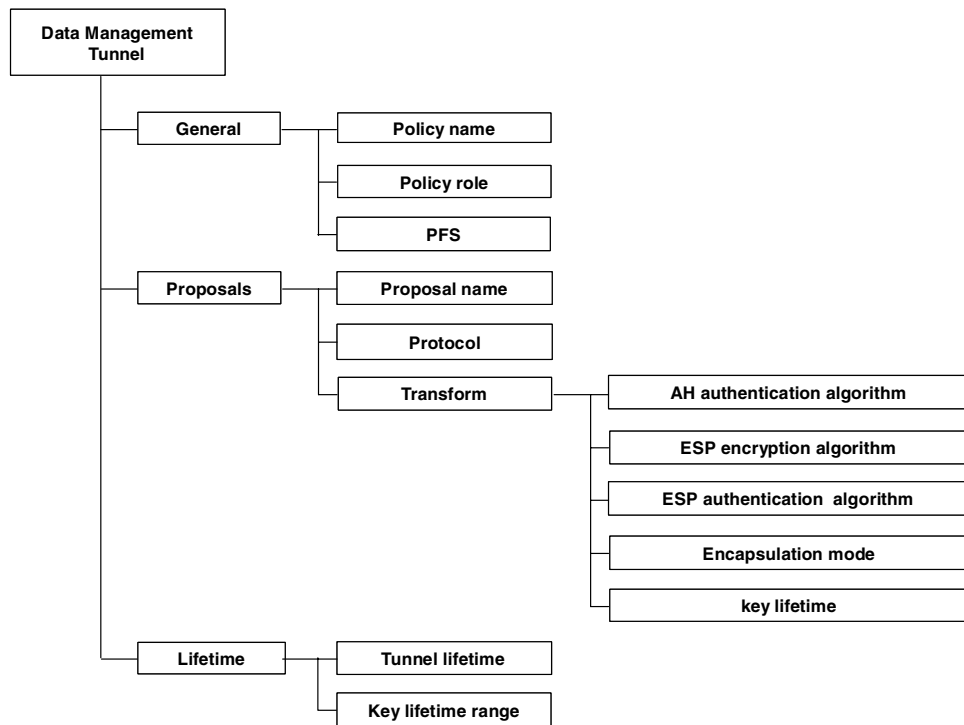 Data Management
Tunnel
General
Policy name
Policy role
PFS
Proposals
Proposal name
Protocol
Transform
AH authentication algorithm
ESP encryption algorithm
ESP authentication algorithm
Encapsulation mode
key lifetime
Lifetime
Tunnel lifetime
Key lifetime range